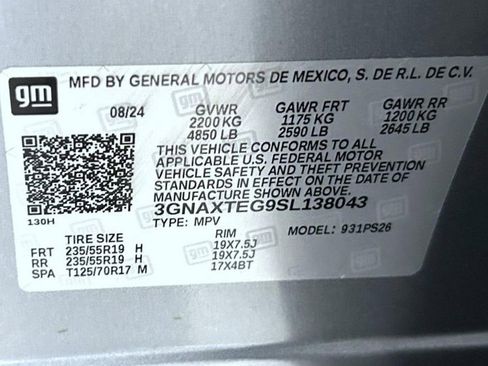 gm MFD BY GENERAL MOTORS DE MEXICO, S. DE R.L. DE C.V.
08/24 GVWR GAWR FRT GAWR RR
2200 KG 1175 KG 1200 KG
4850 LB 2590 LB 2645 LB
THIS VEHICLE CONFORMS TO ALL
APPLICABLE U.S. FEDERAL MOTOR
VEHICLE SAFETY AND THEFT PREVENTION
STANDARDS IN EFFECT ON THE DATE OF
MANUFACTURE SHOWN ABOVE.
130H 3GNAXTEG9SL138043
TYPE: MPV MODEL: 931PS26
TIRE SIZE RIM
FRT 235/55R19 H 19X7.5J
RR 235/55R19 H 19X7.5J
SPA T125/70R17 M 17X4BT